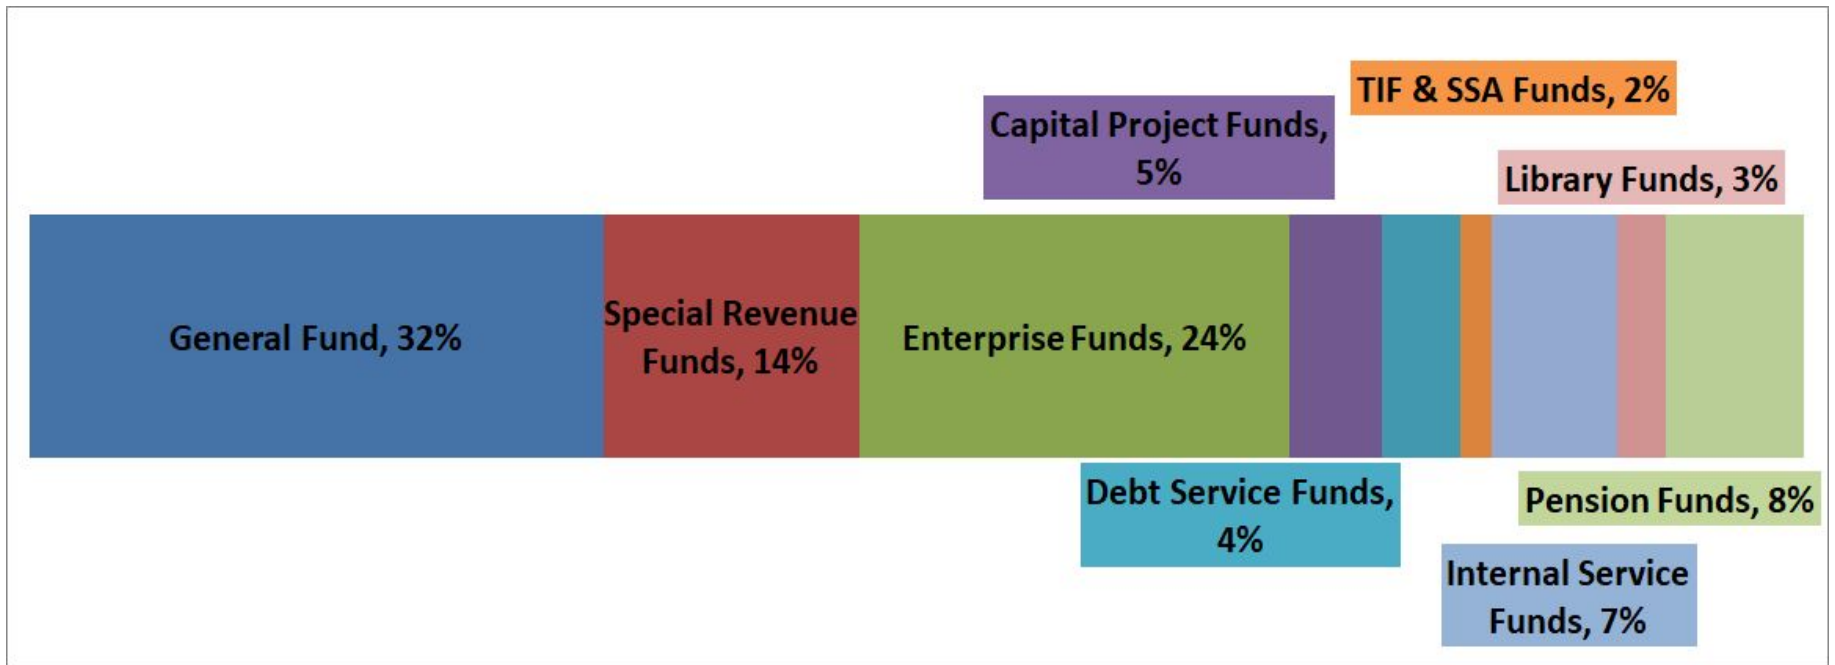 TIF & SSA Funds, 2%
Capital Project Funds,
5%
Library Funds, 3%
General Fund, 32%
Special Revenue
Funds, 14%
Enterprise Funds, 24%
Debt Service Funds,
4%
Pension Funds, 8%
Internal Service
Funds, 7%